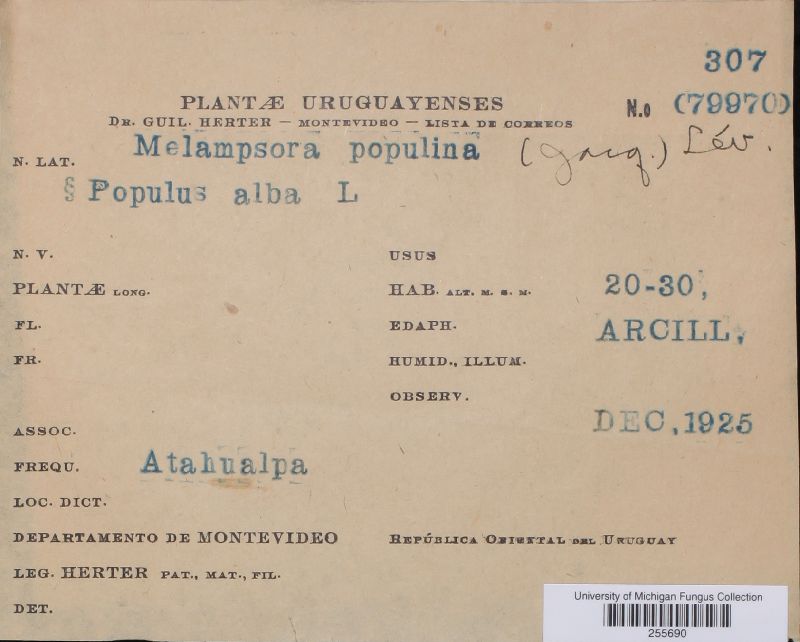 307
PLANTÆ URUGUAYENSES
N.o (79970)
DR. GUIL. HERTER — MONTEVIDEO — LISTA DE CORREOS
N. LAT. Melampsora populina (Jacq.) Lév.
§ Populus alba L
N. V.
USUS
PLANTÆ LONG.
HAB. ALT. M. S. M. 20-30,
FL.
EDAPH. ARCILL,
FR.
HUMID., ILLUM.
OBSERV.
DEC,1925
ASSOC.
FREQU. Atahualpa
LOC. DICT.
DEPARTAMENTO DE MONTEVIDEO REPÚBLICA ORIENTAL DEL URUGUAY
LEG. HERTER PAT., MAT., FIL.
DET.
University of Michigan Fungus Collection
255690